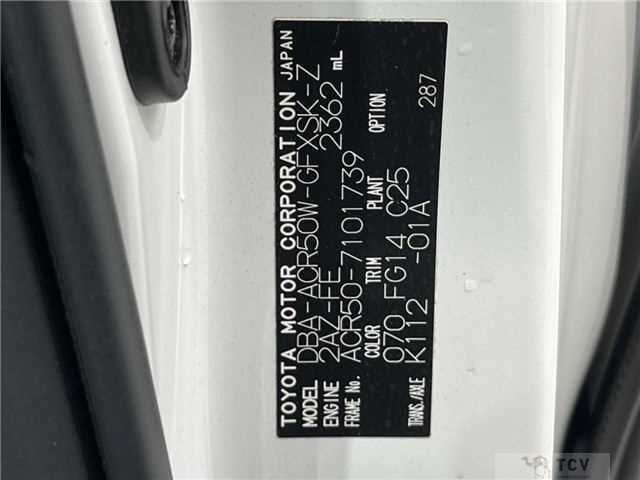 TOYOTA MOTOR CORPORATION JAPAN
MODEL DBA-ACR50W-GFXSK-Z
ENGINE 2AZ-FE 2362 mL
FRAME No. ACR50-7101739
COLOR TRIM PLANT OPTION
070 FG14 C25 287
TRANS./AXLE K112 -01A
TCV